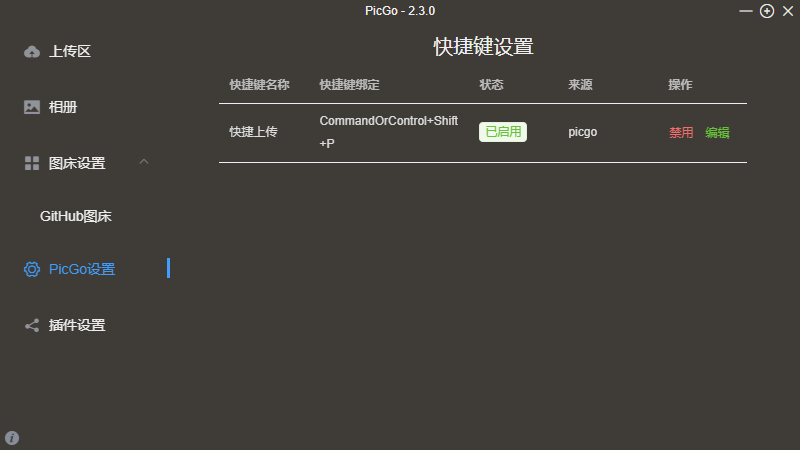 PicGo - 2.3.0
上传区
相册
图床设置
GitHub图床
PicGo设置
插件设置
快捷键设置
快捷键名称 快捷键绑定 状态 来源 操作
快捷上传 CommandOrControl+Shift 已启用 picgo 禁用 编辑
+P